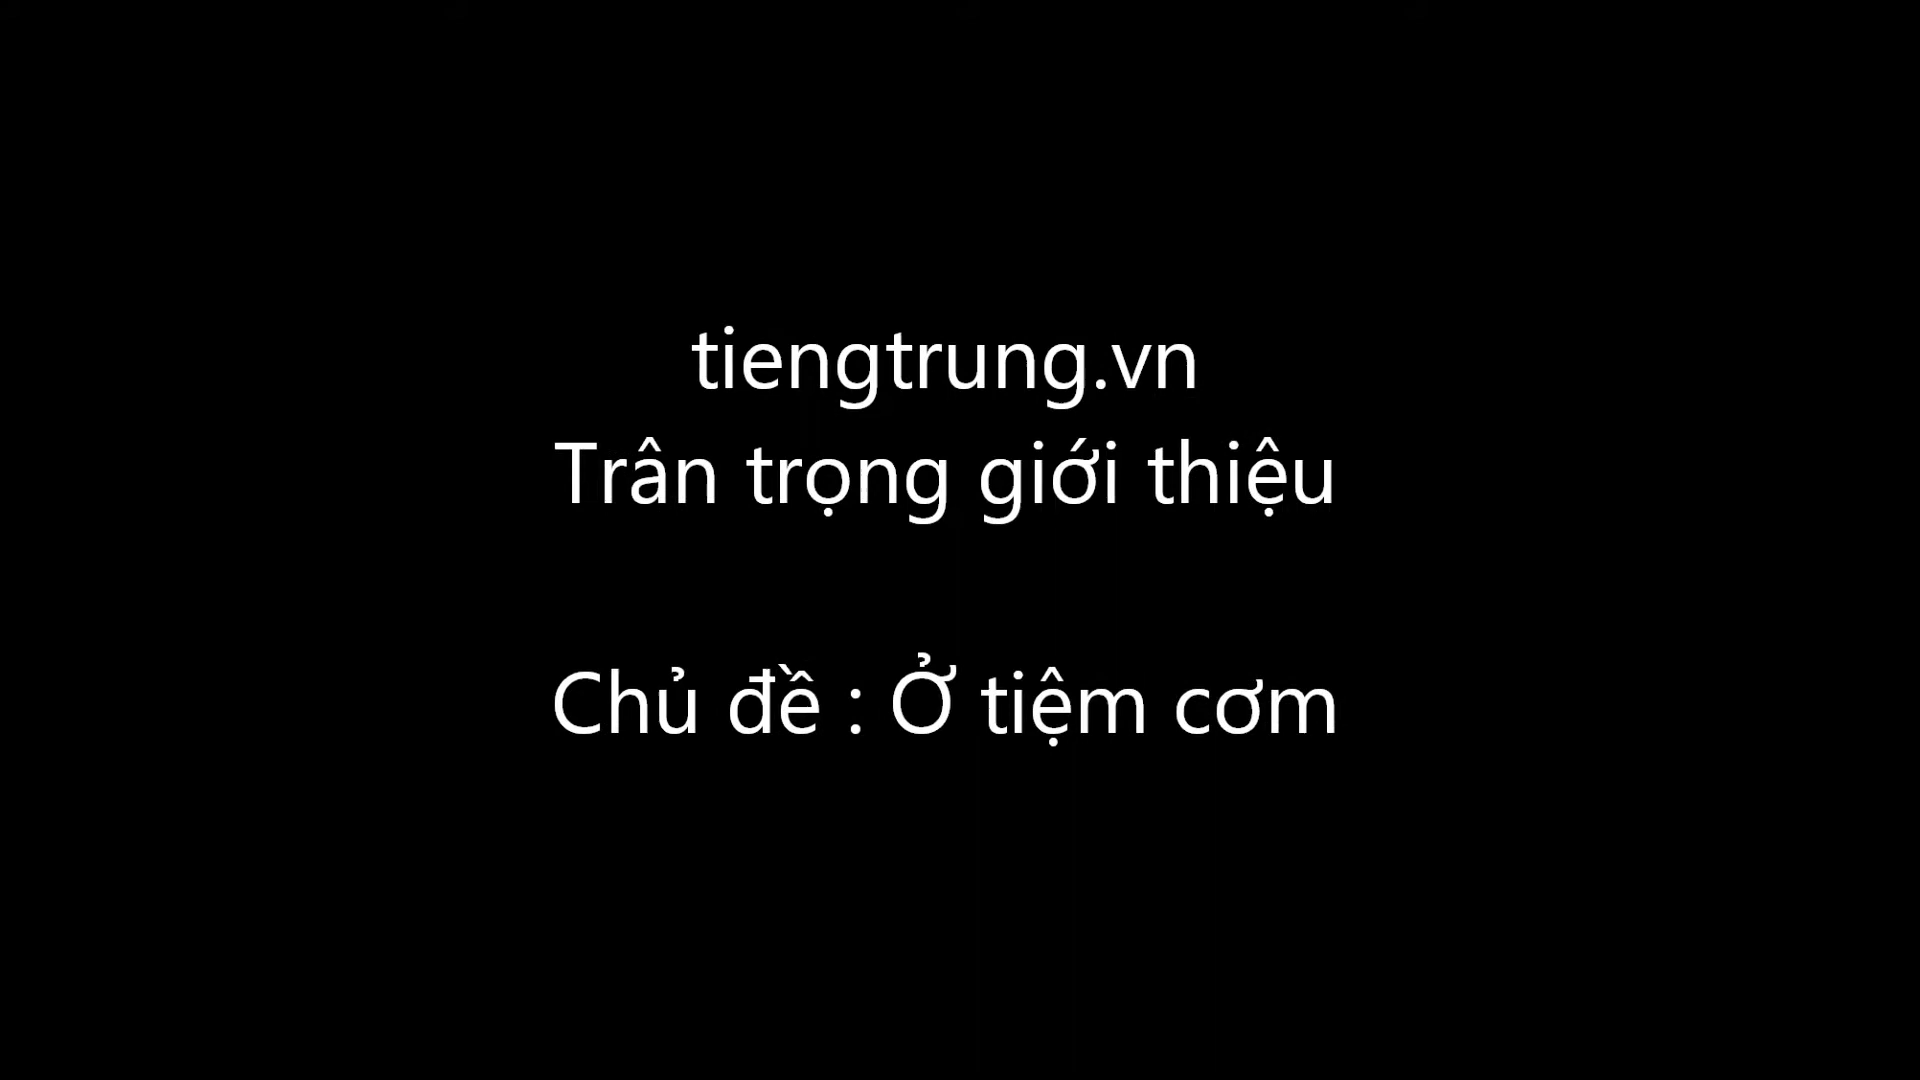 tiengtrung.vn
Trân trọng giới thiệu
Chủ đề : Ở tiệm cơm